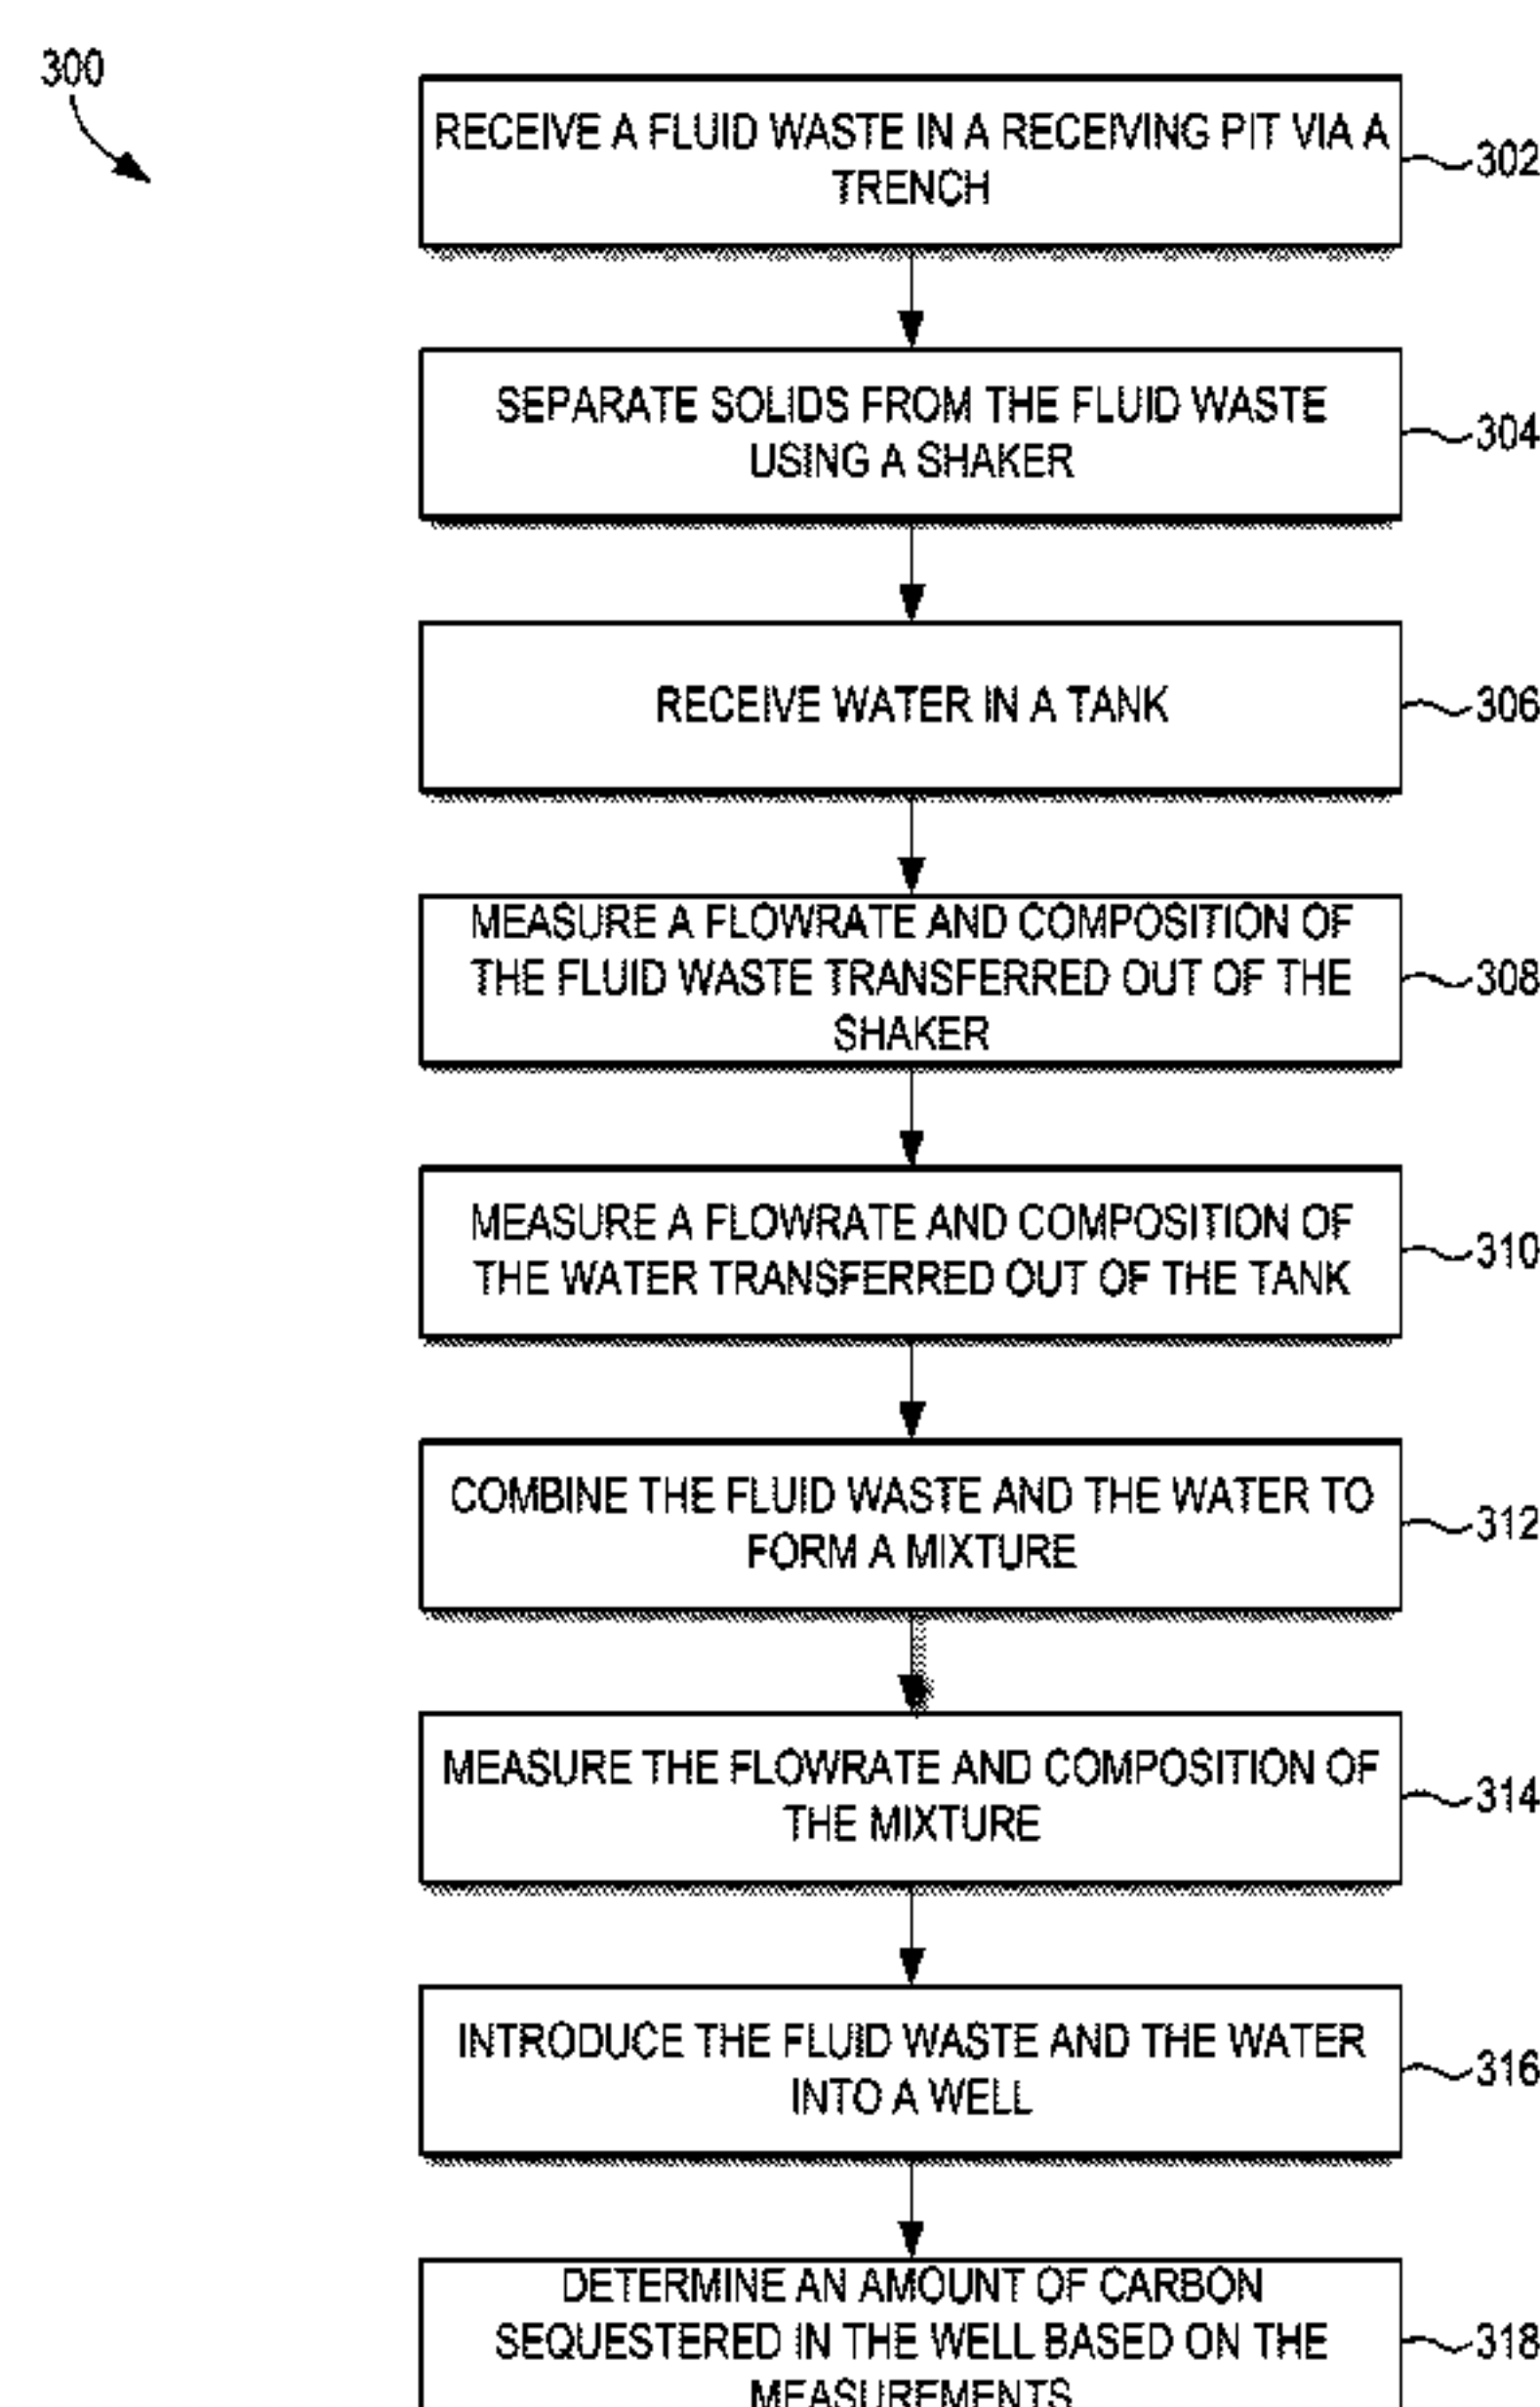 300
RECEIVE A FLUID WASTE IN A RECEIVING PIT VIA A
TRENCH
302
SEPARATE SOLIDS FROM THE FLUID WASTE
USING A SHAKER
304
RECEIVE WATER IN A TANK
306
MEASURE A FLOWRATE AND COMPOSITION OF
THE FLUID WASTE TRANSFERRED OUT OF THE
SHAKER
308
MEASURE A FLOWRATE AND COMPOSITION OF
THE WATER TRANSFERRED OUT OF THE TANK
310
COMBINE THE FLUID WASTE AND THE WATER TO
FORM A MIXTURE
312
MEASURE THE FLOWRATE AND COMPOSITION OF
THE MIXTURE
314
INTRODUCE THE FLUID WASTE AND THE WATER
INTO A WELL
316
DETERMINE AN AMOUNT OF CARBON
SEQUESTERED IN THE WELL BASED ON THE
MEASUREMENTS
318